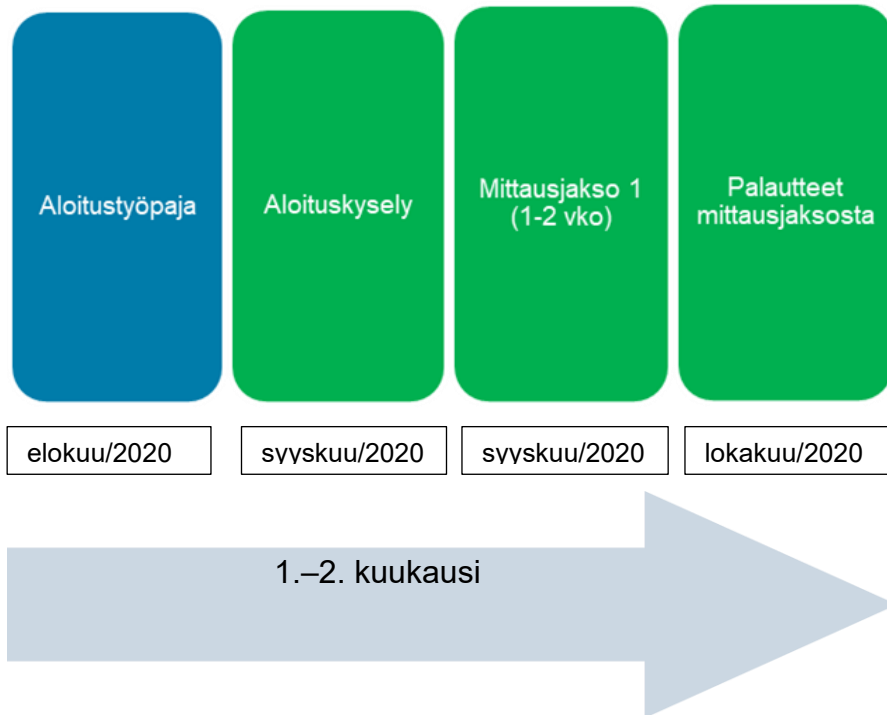 Aloitustyöpaja
Aloituskysely
Mittausjakso 1
(1-2 vko)
Palautteet
mittausjaksosta
elokuu/2020
syyskuu/2020
syyskuu/2020
lokakuu/2020
1.–2. kuukausi